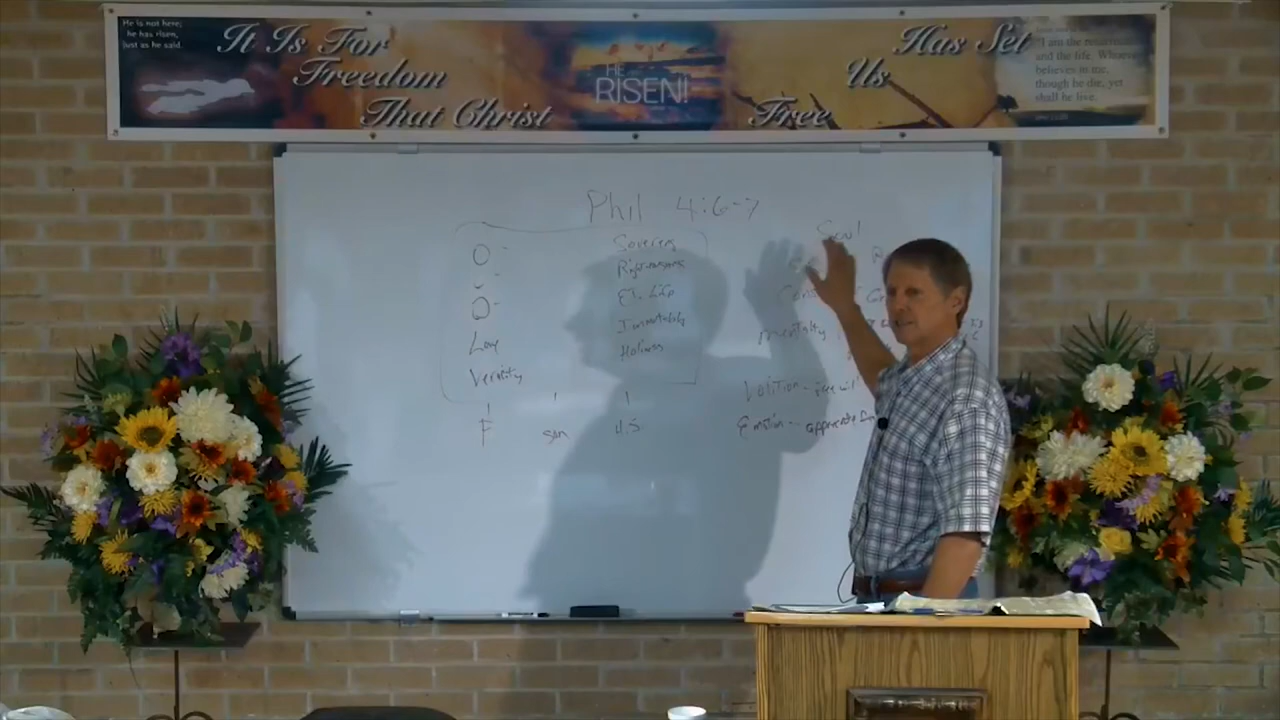 He is not here;
he has risen,
just as he said.
It Is For
Freedom
That Christ
HE
RISEN!
Has Set
Us
Free
"I am the resurrection
and the life. Whoever
believes in me,
though he die, yet
shall he live.
Phil 4:6-7
O
O
Love
Veracity
F son H.S
Sovereig
Righteousness
Et. Life
Immutability
Holiness
Soul
Mentality
Volition - free will
Emotion - appreciate